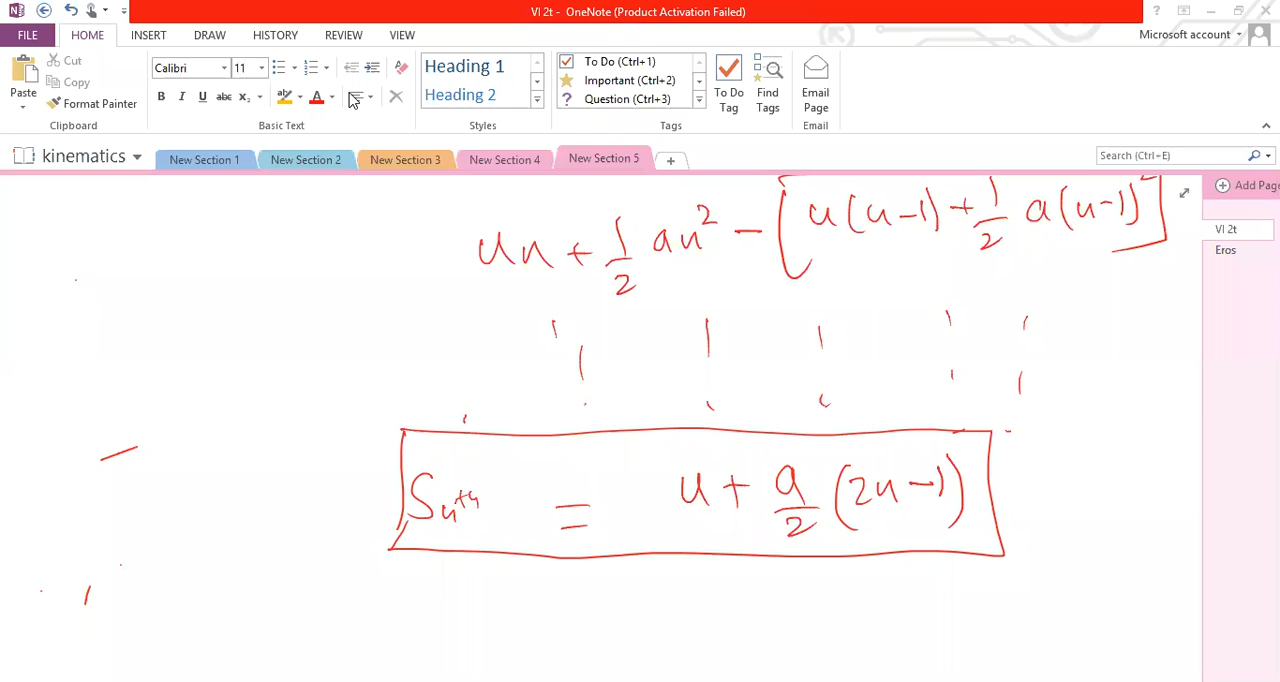 VI 2t - OneNote (Product Activation Failed)
FILE HOME INSERT DRAW HISTORY REVIEW VIEW Microsoft account
Paste Cut Copy Format Painter
Calibri 11
B I U abc X₂ A
Heading 1
Heading 2
To Do (Ctrl+1)
Important (Ctrl+2)
Question (Ctrl+3)
To Do Tag
Find Tags
Email Page
Clipboard Basic Text Styles Tags Email
kinematics New Section 1 New Section 2 New Section 3 New Section 4 New Section 5 Search (Ctrl+E)
Add Page
VI 2t
Eros
un + 1/2 an² - [u(n-1) + 1/2 a(n-1)²]
Sₙₜₕ = u + a/2 (2n-1)